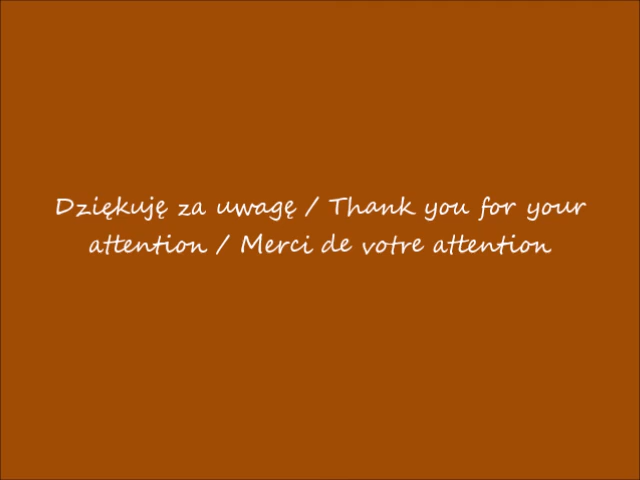 Dziękuję za uwagę / Thank you for your
attention / Merci de votre attention